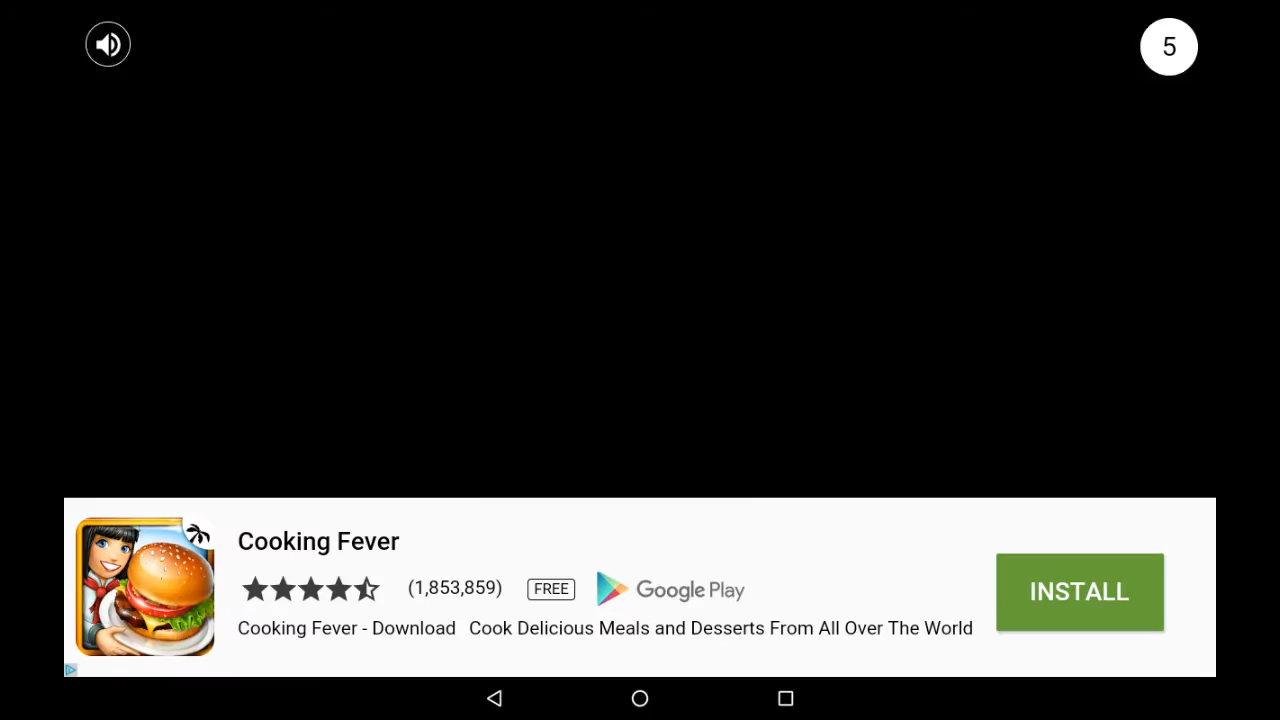 5
Cooking Fever
(1,853,859) FREE Google Play
Cooking Fever - Download Cook Delicious Meals and Desserts From All Over The World
INSTALL